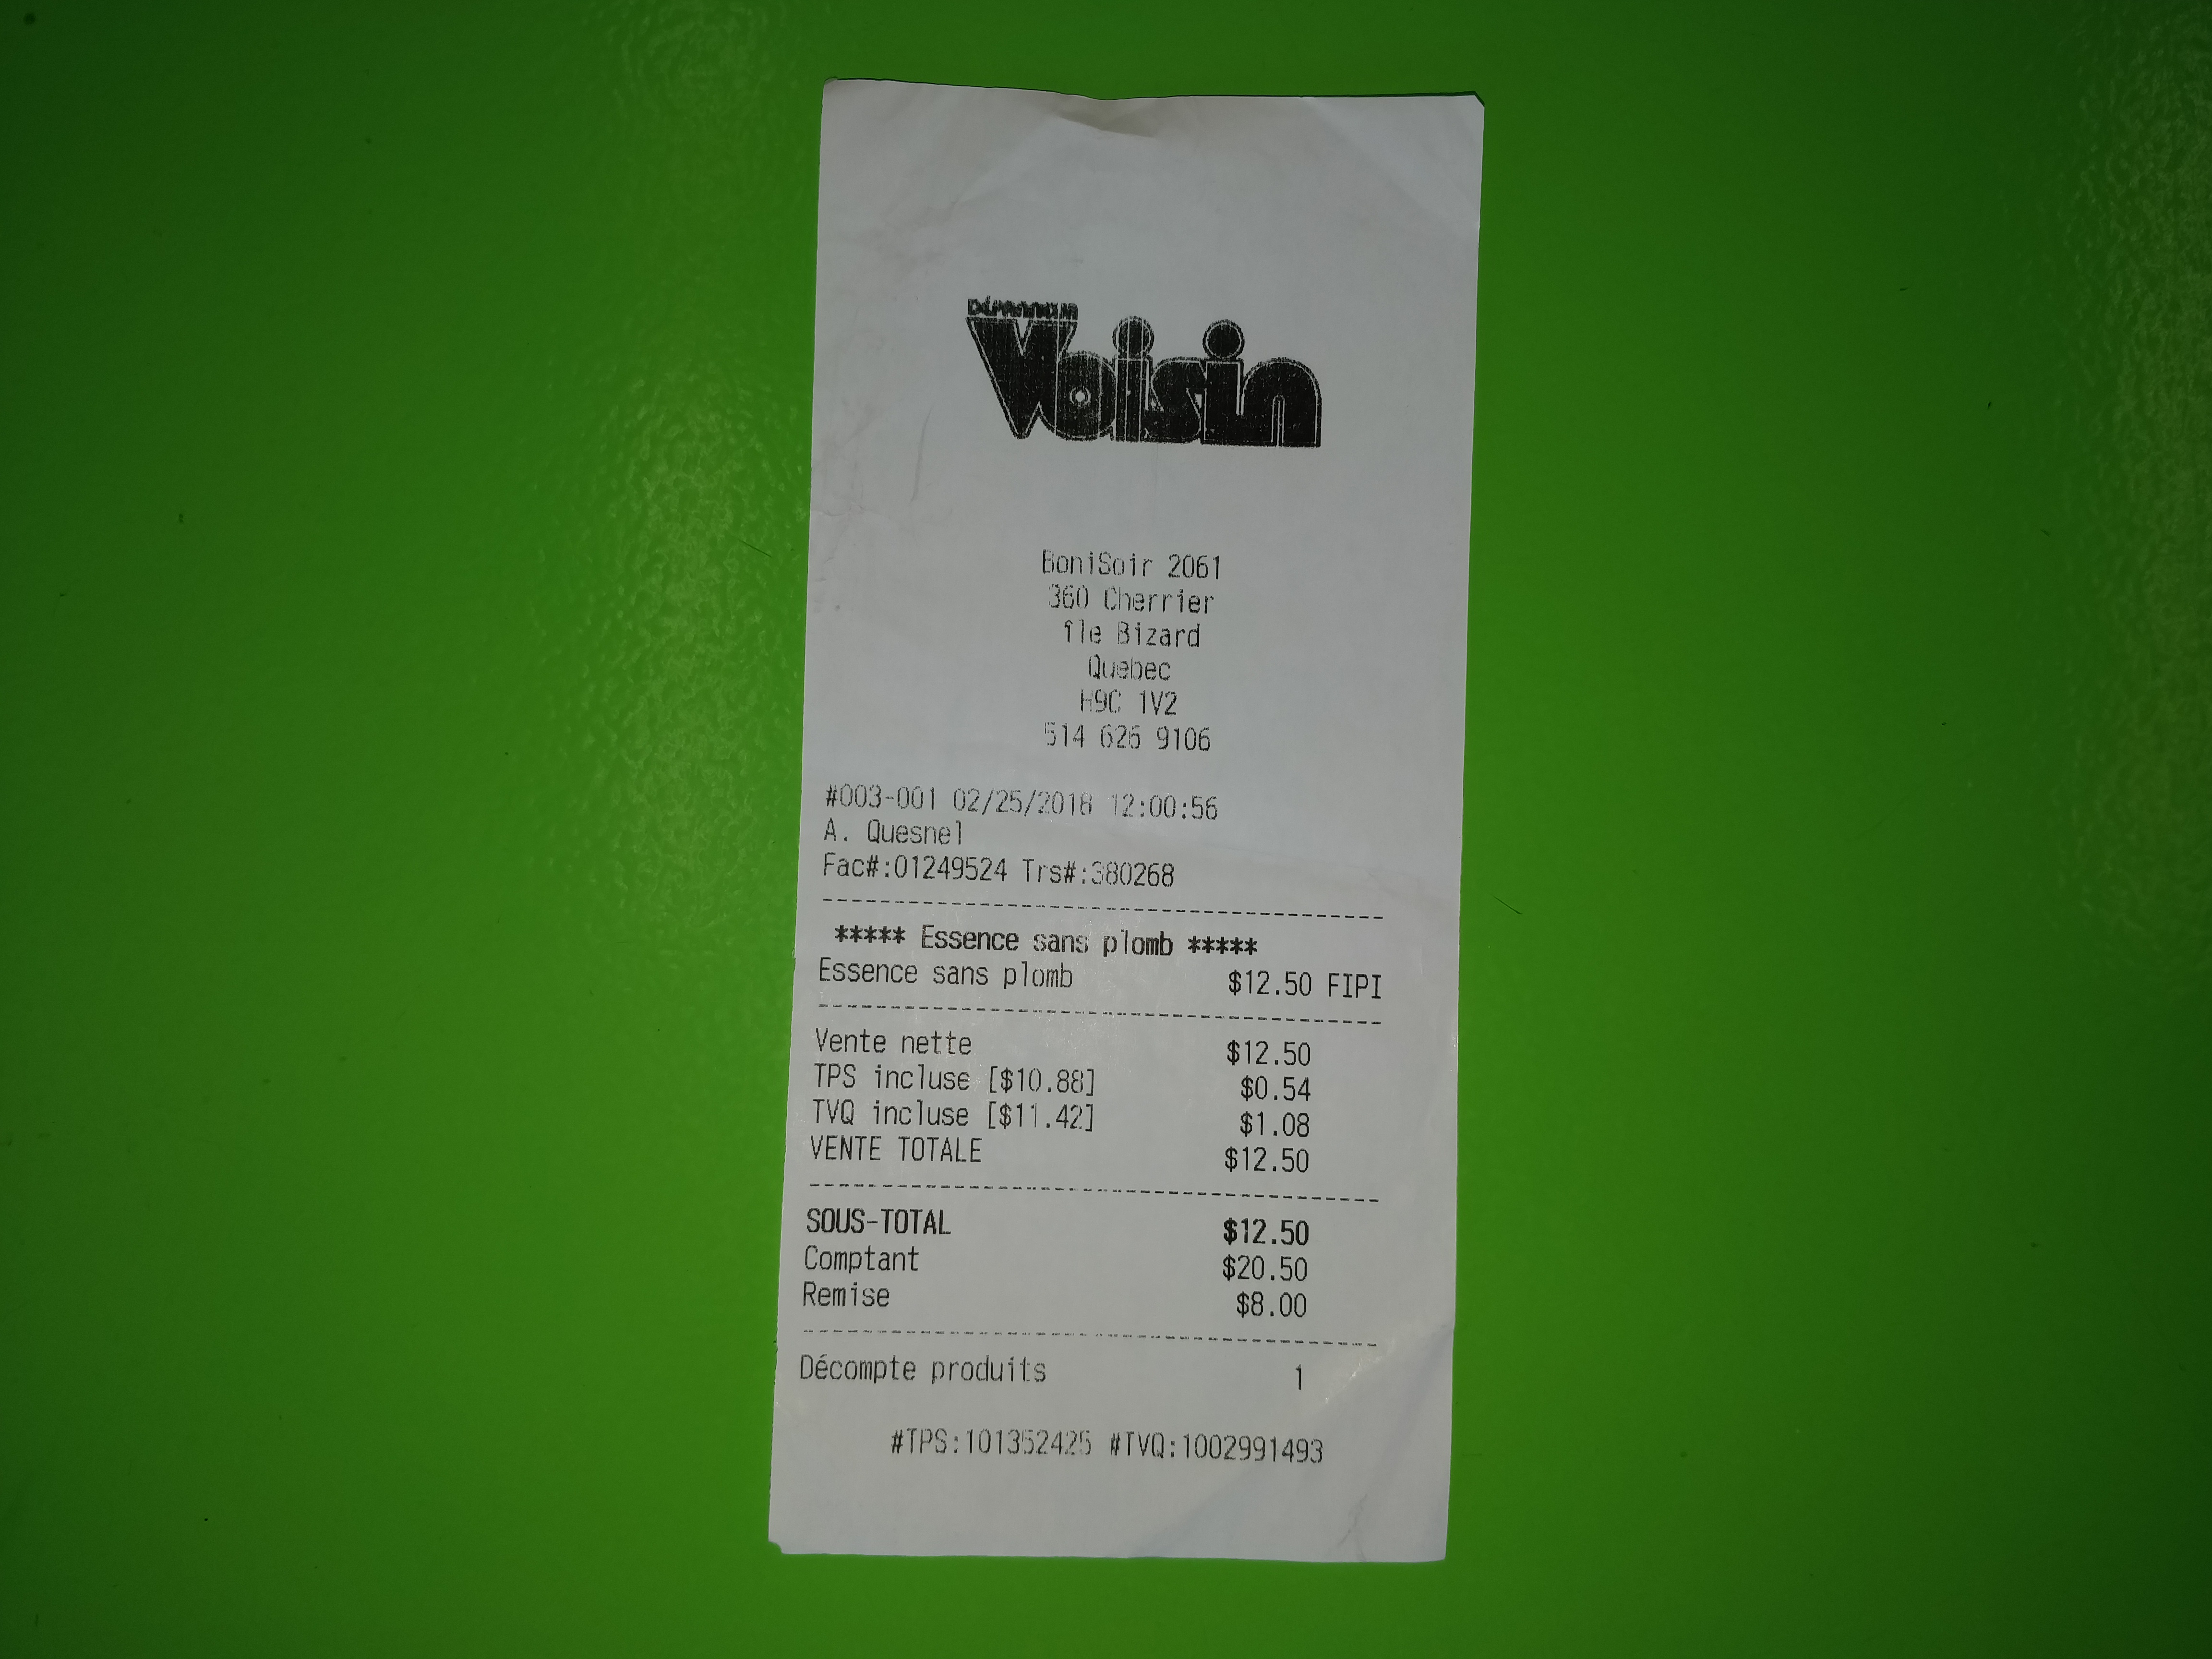 Dépanneur
Voisin
BoniSoir 2061
360 Cherrier
île Bizard
Quebec
H9C 1V2
514 626 9106
#003-001 02/25/2018 12:00:56
A. Quesnel
Fac#:01249524 Trs#:380268
***** Essence sans plomb *****
Essence sans plomb $12.50 FIPI
Vente nette $12.50
TPS incluse [$10.88] $0.54
TVQ incluse [$11.42] $1.08
VENTE TOTALE $12.50
SOUS-TOTAL $12.50
Comptant $20.50
Remise $8.00
Décompte produits 1
#TPS:101352425 #TVQ:1002991493